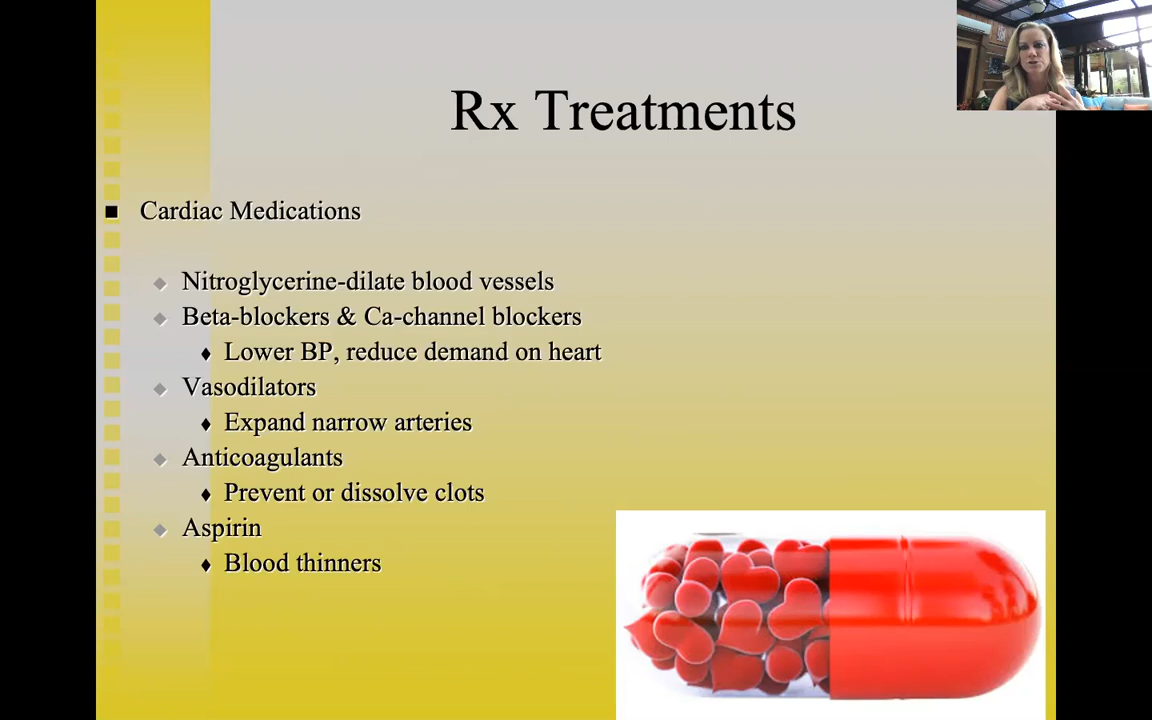 Rx Treatments
Cardiac Medications
Nitroglycerine-dilate blood vessels
Beta-blockers & Ca-channel blockers
Lower BP, reduce demand on heart
Vasodilators
Expand narrow arteries
Anticoagulants
Prevent or dissolve clots
Aspirin
Blood thinners